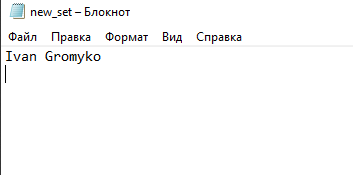 new_set – Блокнот
Файл Правка Формат Вид Справка
Ivan Gromyko